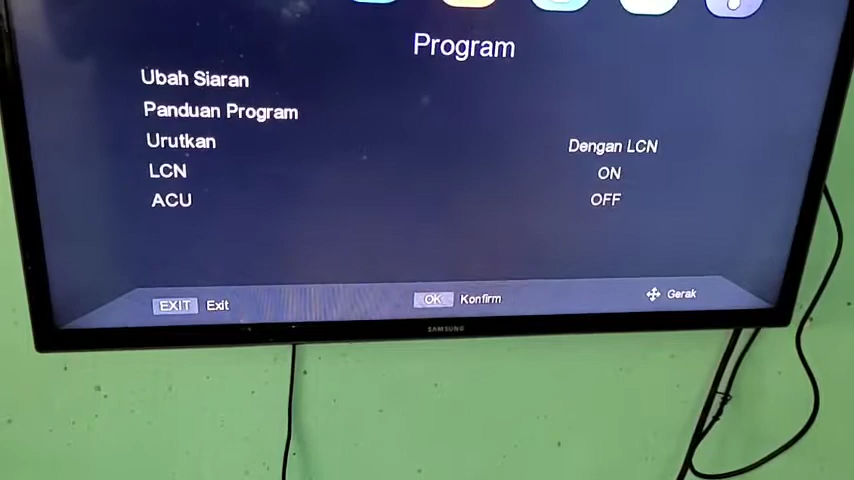 Program
Ubah Siaran
Panduan Program
Urutkan Dengan LCN
LCN ON
ACU OFF
EXIT Exit OK Konfirm Gerak
SAMSUNG